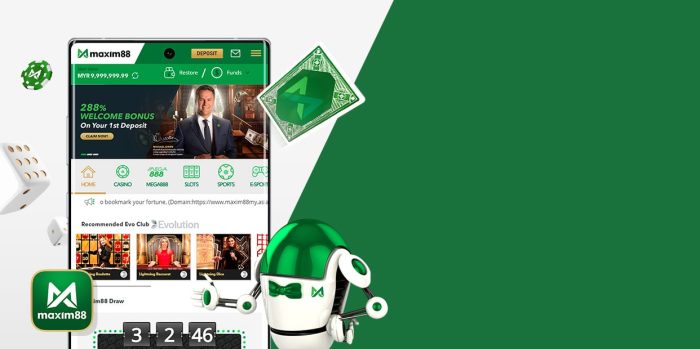 maxim88
DEPOSIT
MYR 9,999,999.99
Restore / Funds
288%
WELCOME BONUS
On Your 1st Deposit
CLAIM NOW!
HOME
CASINO
MEGA888
SLOTS
SPORTS
E-SPO
o bookmark your fortune. (Domain:https://www.maxim88my.asi
Recommended Evo Club Evolution
Lightning Baccarat
Lightning Dice
Draw
3 2 46
maxim88